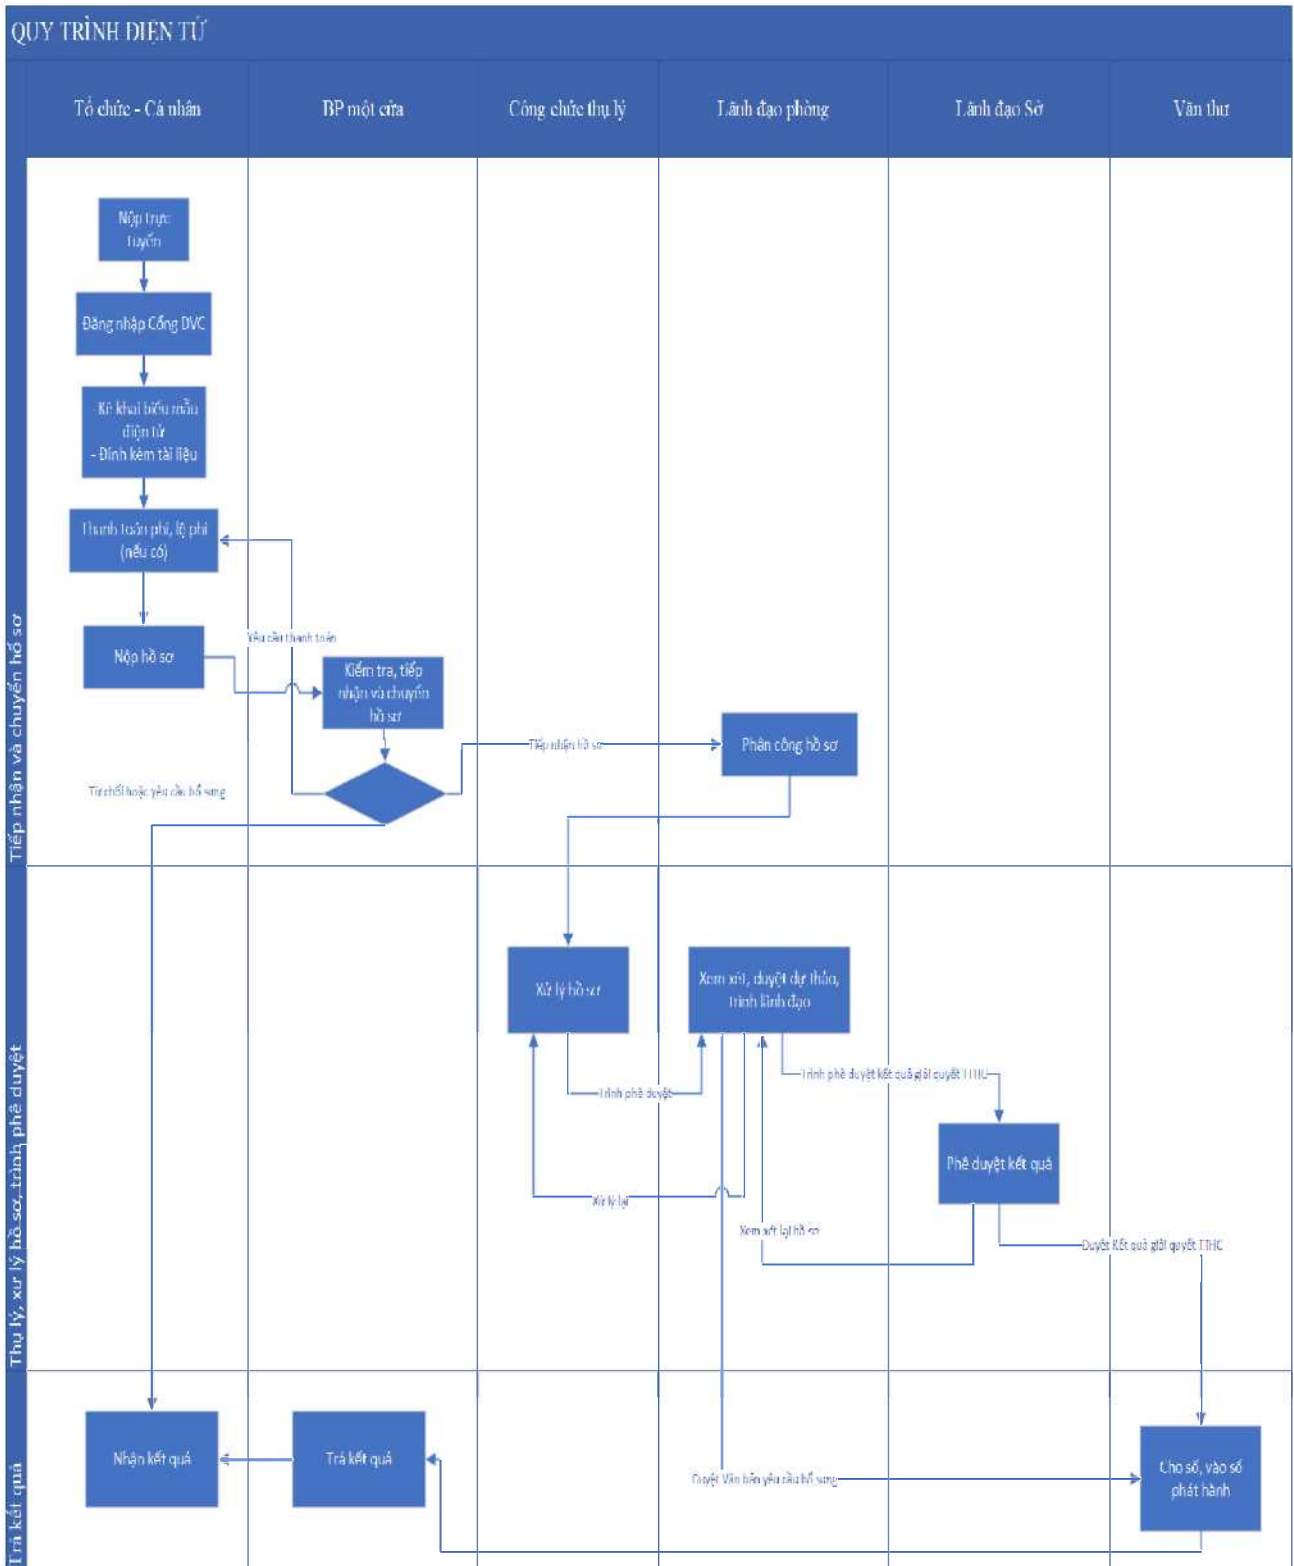 QUY TRÌNH ĐIỆN TỬ
Tổ chức - Cá nhân
BP một cửa
Công chức thụ lý
Lãnh đạo phòng
Lãnh đạo Sở
Văn thư
Tiếp nhận và chuyển hồ sơ
Nộp trực
tuyến
Đăng nhập Cổng DVC
- Kê khai biểu mẫu
điện tử
- Đính kèm tài liệu
Thanh toán phí, lệ phí
(nếu có)
Nộp hồ sơ
Yêu cầu thanh toán
Kiểm tra, tiếp
nhận và chuyển
hồ sơ
Tiếp nhận hồ sơ
Phân công hồ sơ
Từ chối hoặc yêu cầu bổ sung
Thụ lý, xử lý hồ sơ, trình phê duyệt
Xử lý hồ sơ
Xem xét, duyệt dự thảo,
trình lãnh đạo
Trình phê duyệt
Trình phê duyệt kết quả giải quyết TTHC
Phê duyệt kết quả
Xử lý lại
Xem xét lại hồ sơ
Duyệt Kết quả giải quyết TTHC
Trả kết quả
Nhận kết quả
Trả kết quả
Duyệt Văn bản yêu cầu bổ sung
Cho số, vào sổ
phát hành